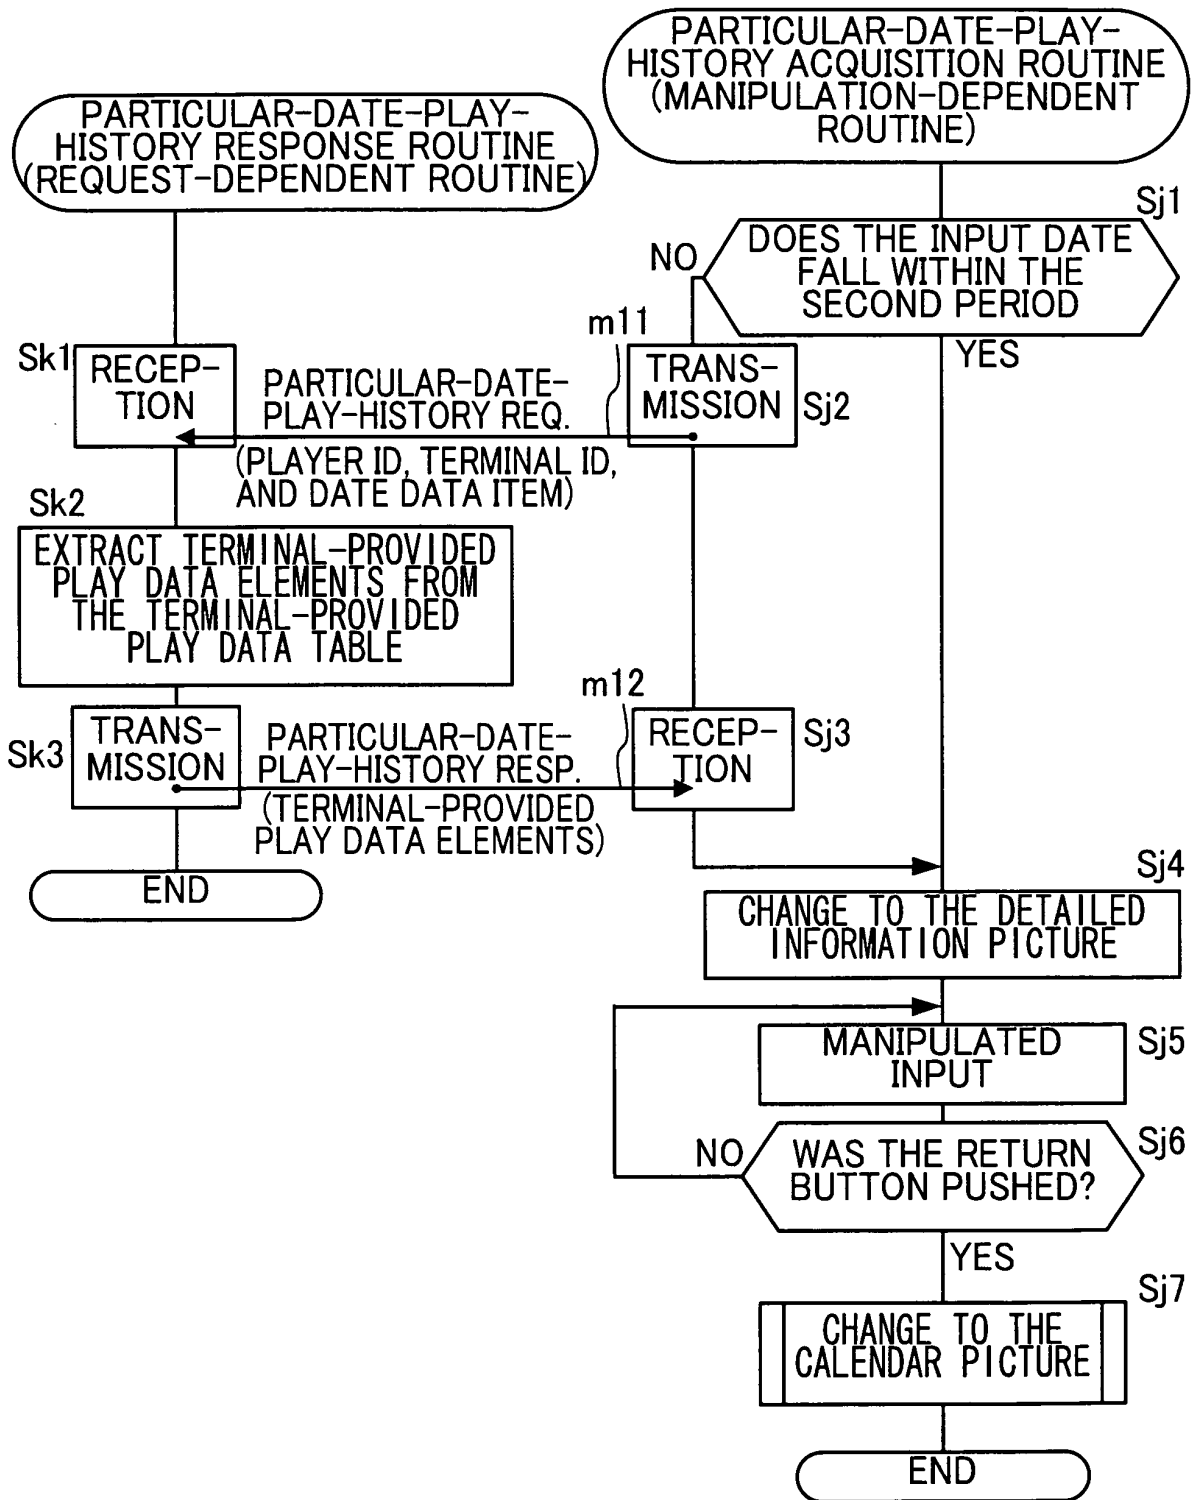 PARTICULAR-DATE-PLAY-
HISTORY ACQUISITION ROUTINE
(MANIPULATION-DEPENDENT
ROUTINE)
PARTICULAR-DATE-PLAY-
HISTORY RESPONSE ROUTINE
(REQUEST-DEPENDENT ROUTINE)
Sj1
DOES THE INPUT DATE
FALL WITHIN THE
SECOND PERIOD
NO
YES
m11
Sk1
RECEP-
TION
PARTICULAR-DATE-
PLAY-HISTORY REQ.
(PLAYER ID, TERMINAL ID,
AND DATE DATA ITEM)
TRANS-
MISSION
Sj2
Sk2
EXTRACT TERMINAL-PROVIDED
PLAY DATA ELEMENTS FROM
THE TERMINAL-PROVIDED
PLAY DATA TABLE
m12
Sk3
TRANS-
MISSION
PARTICULAR-DATE-
PLAY-HISTORY RESP.
(TERMINAL-PROVIDED
PLAY DATA ELEMENTS)
RECEP-
TION
Sj3
END
Sj4
CHANGE TO THE DETAILED
INFORMATION PICTURE
MANIPULATED
INPUT
Sj5
NO
WAS THE RETURN
BUTTON PUSHED?
Sj6
YES
Sj7
CHANGE TO THE
CALENDAR PICTURE
END